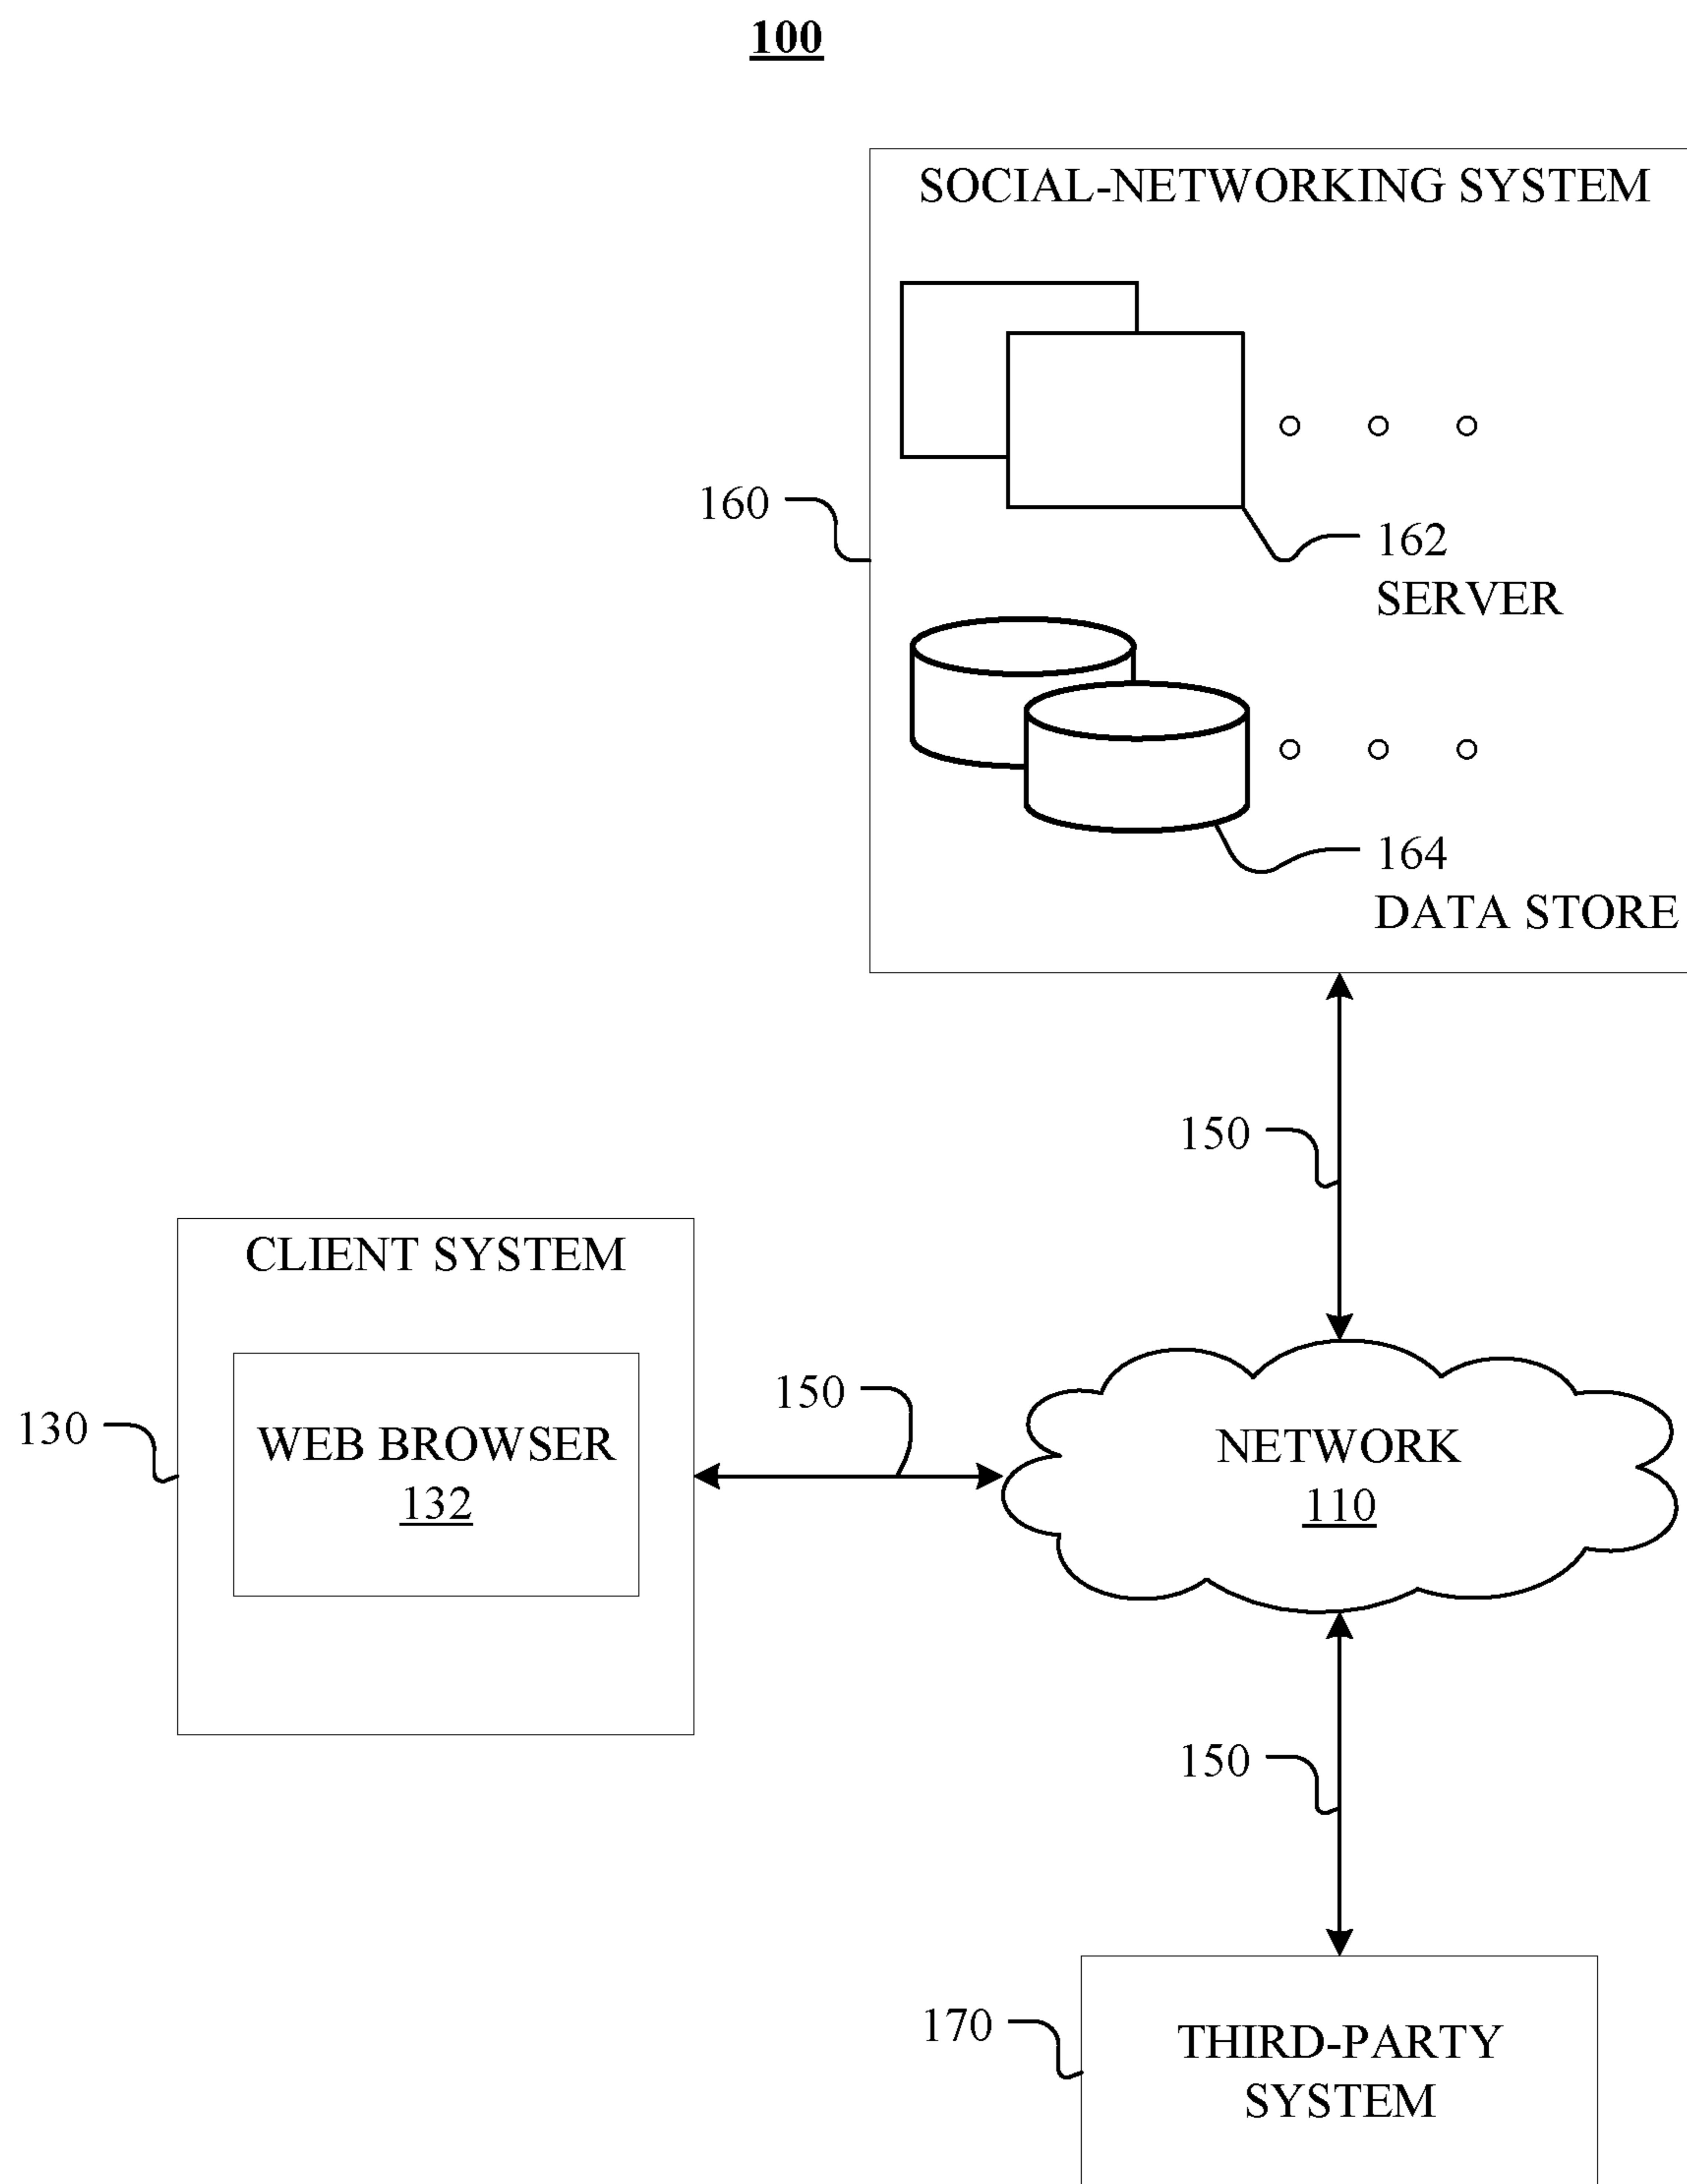 100
SOCIAL-NETWORKING SYSTEM
160
162
SERVER
164
DATA STORE
150
CLIENT SYSTEM
130
WEB BROWSER
132
150
NETWORK
110
150
170
THIRD-PARTY
SYSTEM